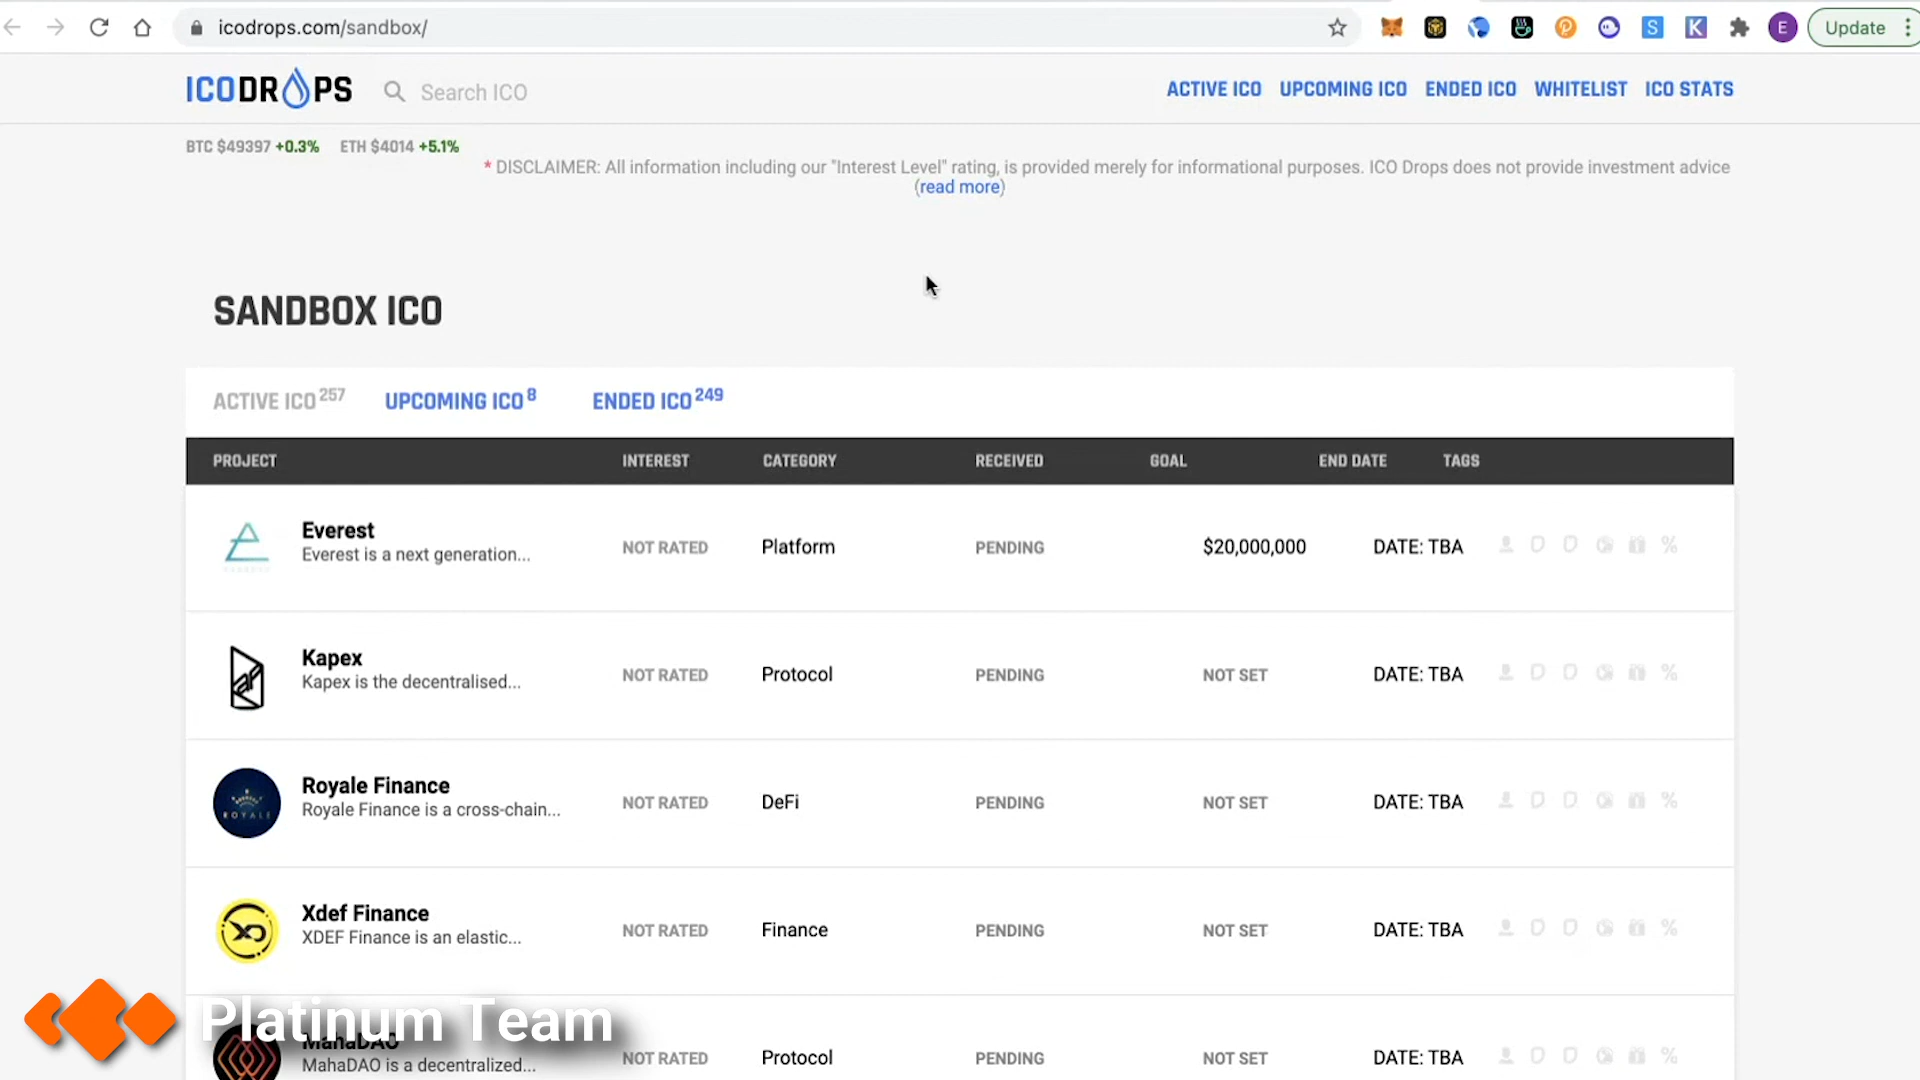 icodrops.com/sandbox/
S
K
E
Update
ICODROPS
Search ICO
ACTIVE ICO UPCOMING ICO ENDED ICO WHITELIST ICO STATS
BTC $49397 +0.3% ETH $4014 +5.1%
* DISCLAIMER: All information including our "Interest Level" rating, is provided merely for informational purposes. ICO Drops does not provide investment advice
(read more)
SANDBOX ICO
ACTIVE ICO 257 UPCOMING ICO 8 ENDED ICO 249
PROJECT INTEREST CATEGORY RECEIVED GOAL END DATE TAGS
Everest
Everest is a next generation...
NOT RATED Platform PENDING $20,000,000 DATE: TBA %
Kapex
Kapex is the decentralised...
NOT RATED Protocol PENDING NOT SET DATE: TBA %
ROYALE
Royale Finance
Royale Finance is a cross-chain...
NOT RATED DeFi PENDING NOT SET DATE: TBA %
Xdef Finance
XDEF Finance is an elastic...
NOT RATED Finance PENDING NOT SET DATE: TBA %
Platinum Team
MahaDAO
MahaDAO is a decentralized...
NOT RATED Protocol PENDING NOT SET DATE: TBA %